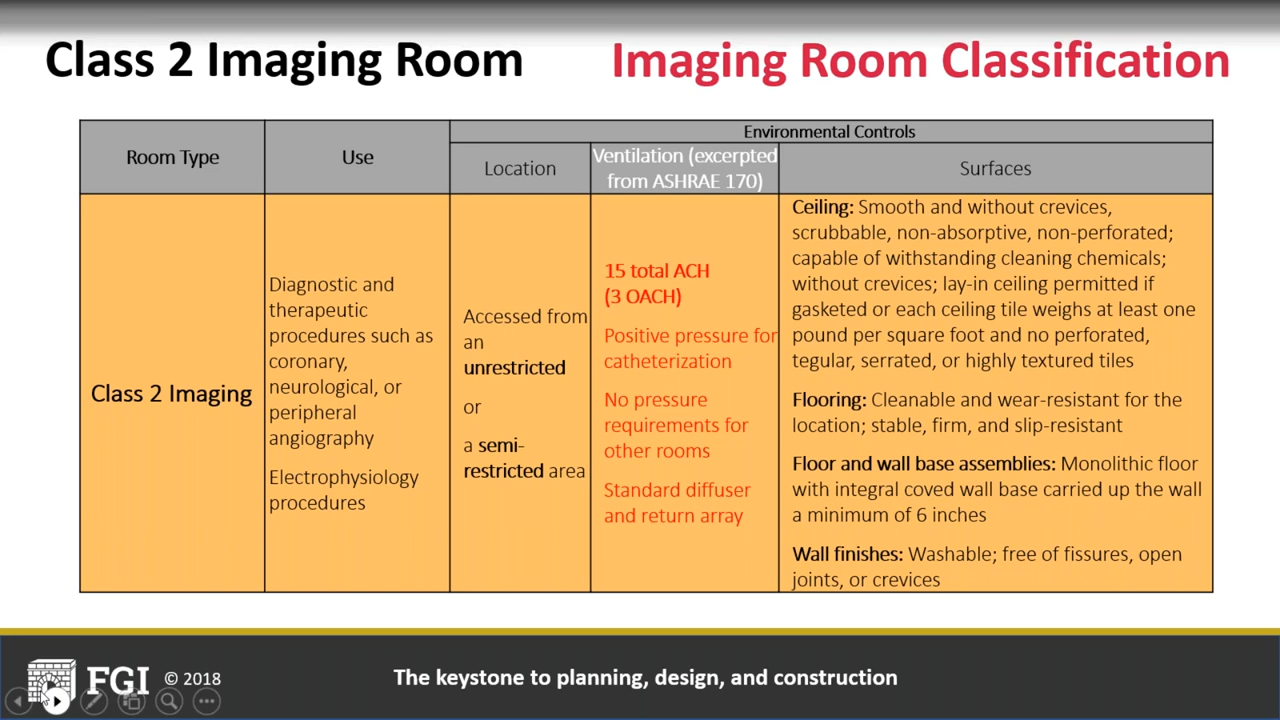 Class 2 Imaging Room
Imaging Room Classification
Room Type
Use
Environmental Controls
Location
Ventilation (excerpted
from ASHRAE 170)
Surfaces
Class 2 Imaging
Diagnostic and
therapeutic
procedures such as
coronary,
neurological, or
peripheral
angiography
Electrophysiology
procedures
Accessed from
an
unrestricted
or
a semi-
restricted area
15 total ACH
(3 OACH)
Positive pressure for
catheterization
No pressure
requirements for
other rooms
Standard diffuser
and return array
Ceiling: Smooth and without crevices,
scrubbable, non-absorptive, non-perforated;
capable of withstanding cleaning chemicals;
without crevices; lay-in ceiling permitted if
gasketed or each ceiling tile weighs at least one
pound per square foot and no perforated,
tegular, serrated, or highly textured tiles
Flooring: Cleanable and wear-resistant for the
location; stable, firm, and slip-resistant
Floor and wall base assemblies: Monolithic floor
with integral coved wall base carried up the wall
a minimum of 6 inches
Wall finishes: Washable; free of fissures, open
joints, or crevices
FGI © 2018
The keystone to planning, design, and construction